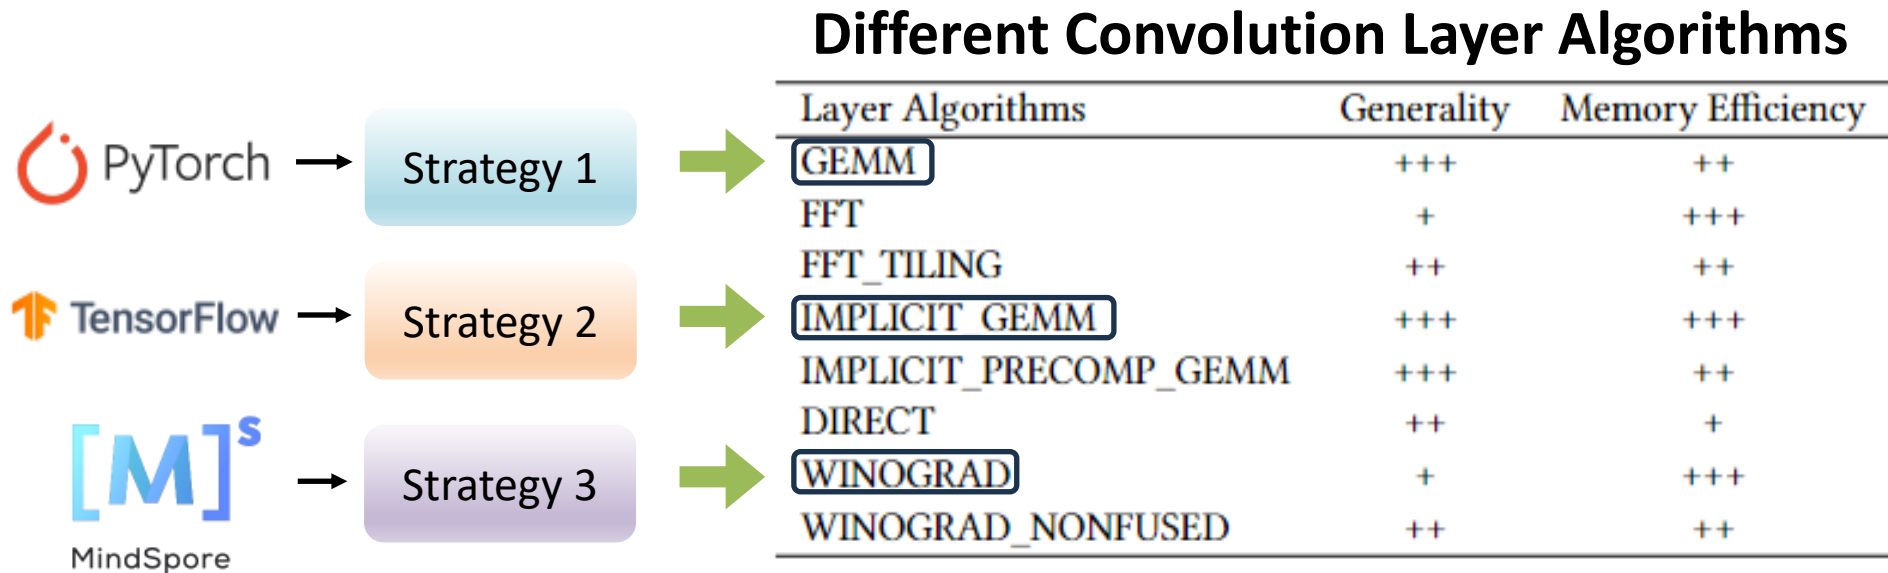 Different Convolution Layer Algorithms
Layer Algorithms Generality Memory Efficiency
PyTorch Strategy 1 GEMM +++ ++
FFT + +++
FFT_TILING ++ ++
TensorFlow Strategy 2 IMPLICIT_GEMM +++ +++
IMPLICIT_PRECOMP_GEMM +++ ++
DIRECT ++ +
[M]s Strategy 3 WINOGRAD + +++
WINOGRAD_NONFUSED ++ ++
MindSpore